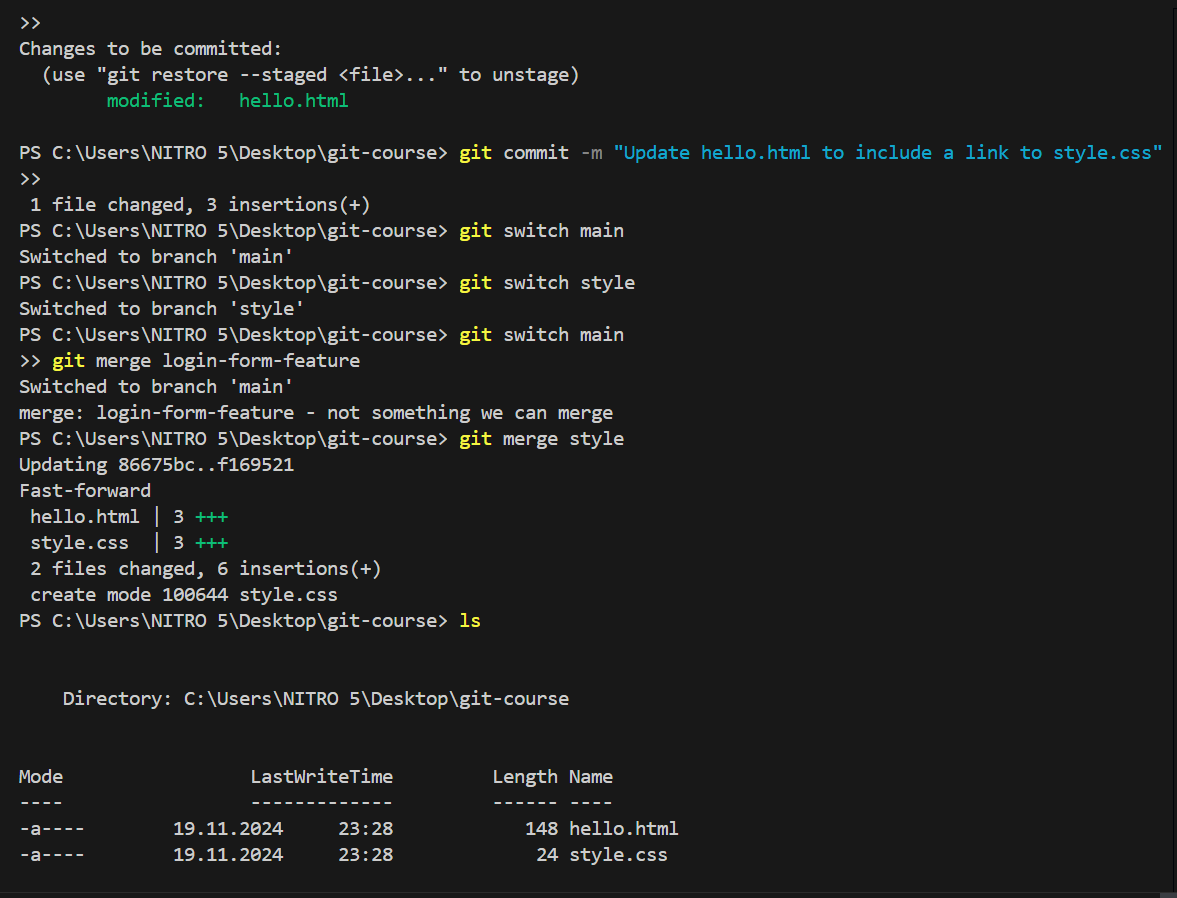 >>
Changes to be committed:
  (use "git restore --staged <file>..." to unstage)
        modified:   hello.html
PS C:\Users\NITRO 5\Desktop\git-course> git commit -m "Update hello.html to include a link to style.css"
>>
 1 file changed, 3 insertions(+)
PS C:\Users\NITRO 5\Desktop\git-course> git switch main
Switched to branch 'main'
PS C:\Users\NITRO 5\Desktop\git-course> git switch style
Switched to branch 'style'
PS C:\Users\NITRO 5\Desktop\git-course> git switch main
>> git merge login-form-feature
Switched to branch 'main'
merge: login-form-feature - not something we can merge
PS C:\Users\NITRO 5\Desktop\git-course> git merge style
Updating 86675bc..f169521
Fast-forward
 hello.html | 3 +++
 style.css  | 3 +++
 2 files changed, 6 insertions(+)
 create mode 100644 style.css
PS C:\Users\NITRO 5\Desktop\git-course> ls
    Directory: C:\Users\NITRO 5\Desktop\git-course
Mode                 LastWriteTime         Length Name
----                 -------------         ------ ----
-a----        19.11.2024     23:28            148 hello.html
-a----        19.11.2024     23:28             24 style.css